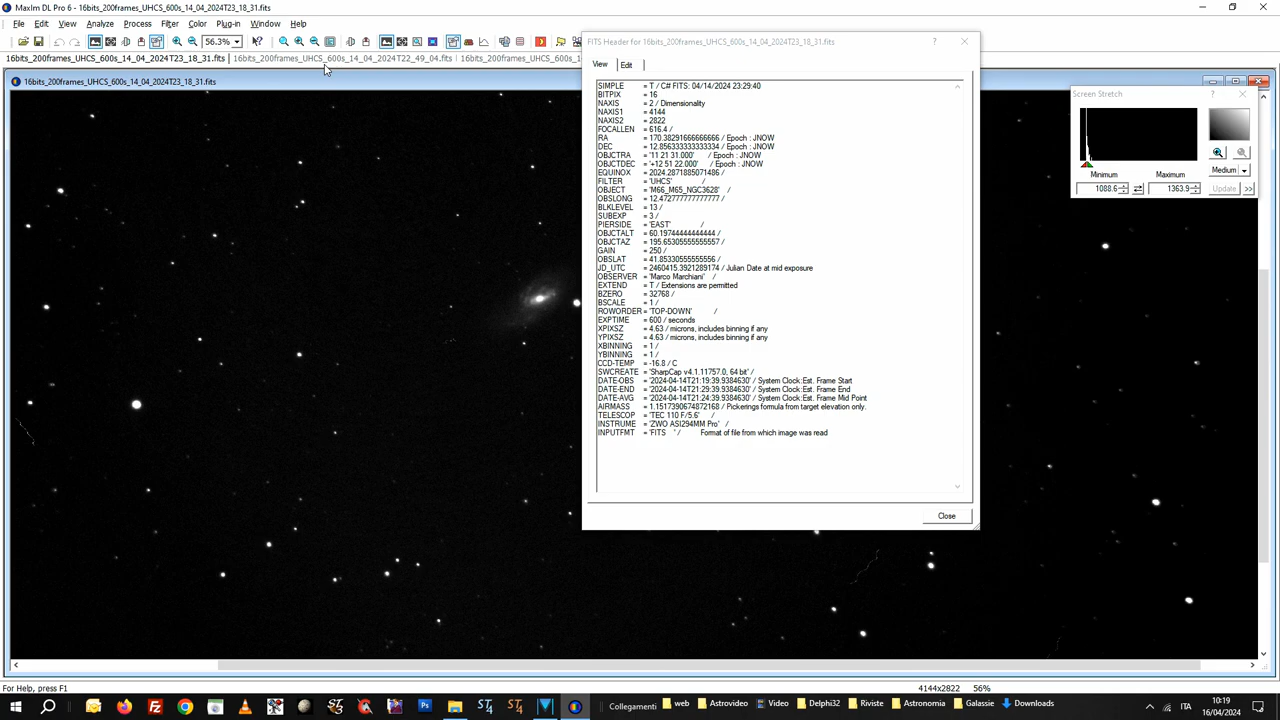 MaxIm DL Pro 6 - 16bits_200frames_UHCS_600s_14_04_2024T23_18_31.fits
File Edit View Analyze Process Filter Color Plug-in Window Help
56.3%
16bits_200frames_UHCS_600s_14_04_2024T23_18_31.fits | 16bits_200frames_UHCS_600s_14_04_2024T22_49_04.fits | 16bits_200frames_UHCS_600s_1
16bits_200frames_UHCS_600s_14_04_2024T23_18_31.fits
FITS Header for 16bits_200frames_UHCS_600s_14_04_2024T23_18_31.fits
View Edit
SIMPLE = T / C# FITS: 04/14/2024 23:29:40
BITPIX = 16
NAXIS = 2 / Dimensionality
NAXIS1 = 4144
NAXIS2 = 2822
FOCALLEN = 616.4 /
RA = 170.38291666666666 / Epoch : JNOW
DEC = 12.856333333333334 / Epoch : JNOW
OBJCTRA = '11 21 31.000' / Epoch : JNOW
OBJCTDEC = '+12 51 22.000' / Epoch : JNOW
EQUINOX = 2024.2871885071486 /
FILTER = 'UHCS' /
OBJECT = 'M66_M65_NGC3628' /
OBSLONG = 12.472777777777777 /
BLKLEVEL = 13 /
SUBEXP = 3 /
PIERSIDE = 'EAST' /
OBJCTALT = 60.19744444444444 /
OBJCTAZ = 195.65305555555557 /
GAIN = 250 /
OBSLAT = 41.85330555555556 /
JD_UTC = 2460415.3921289174 / Julian Date at mid exposure
OBSERVER = 'Marco Marchiani' /
EXTEND = T / Extensions are permitted
BZERO = 32768 /
BSCALE = 1 /
ROWORDER = 'TOP-DOWN' /
EXPTIME = 600 / seconds
XPIXSZ = 4.63 / microns, includes binning if any
YPIXSZ = 4.63 / microns, includes binning if any
XBINNING = 1 /
YBINNING = 1 /
CCD-TEMP = -16.8 / C
SWCREATE = 'SharpCap v4.1.11757.0, 64 bit' /
DATE-OBS = '2024-04-14T21:19:39.9384630' / System Clock:Est. Frame Start
DATE-END = '2024-04-14T21:29:39.9384630' / System Clock:Est. Frame End
DATE-AVG = '2024-04-14T21:24:39.9384630' / System Clock:Est. Frame Mid Point
AIRMASS = 1.1517390674872168 / Pickerings formula from target elevation only.
TELESCOP = 'TEC 110 F/5.6' /
INSTRUME = 'ZWO ASI294MM Pro' /
INPUTFMT = 'FITS ' / Format of file from which image was read
Close
Screen Stretch
Medium
Minimum Maximum
1088.6 1363.9 Update >>
For Help, press F1
4144x2822 56%
Collegamenti web Astrovideo Video Delphi32 Riviste Astronomia Galassie Downloads
ITA
10:19
16/04/2024